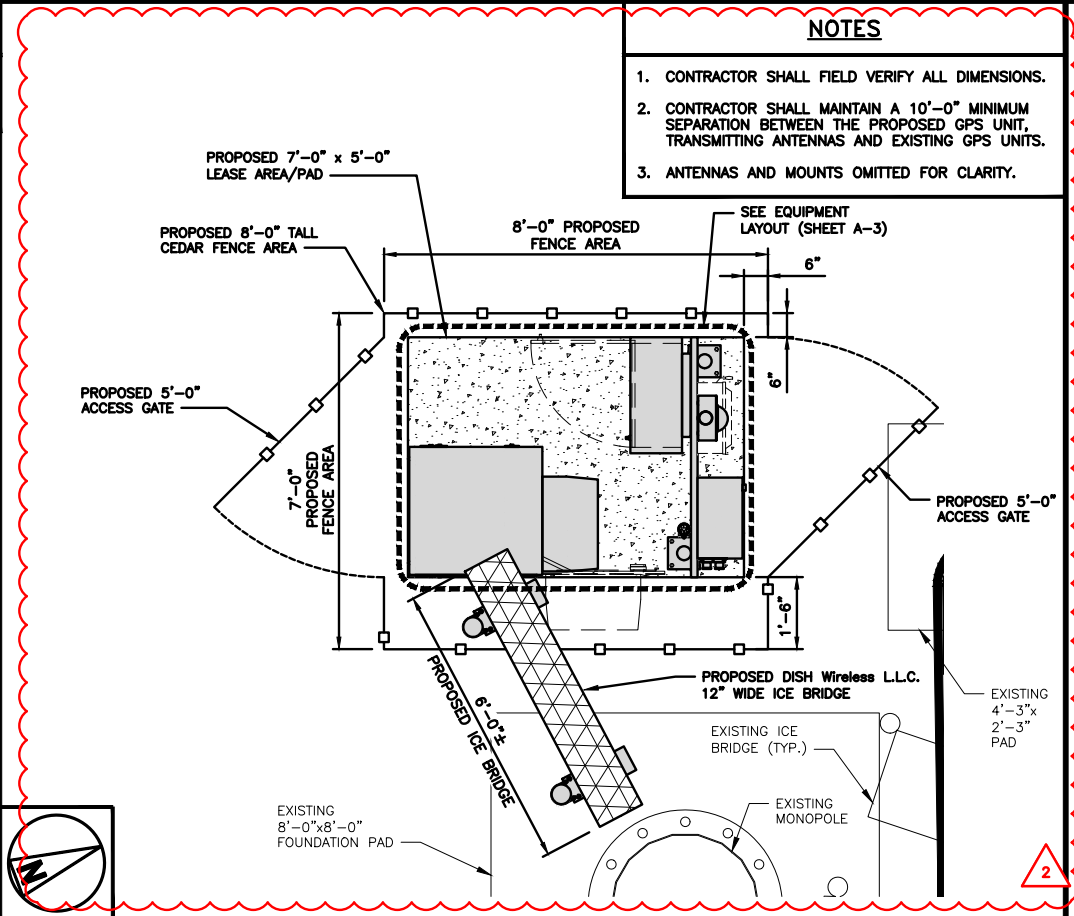 NOTES
1. CONTRACTOR SHALL FIELD VERIFY ALL DIMENSIONS.
2. CONTRACTOR SHALL MAINTAIN A 10'-0" MINIMUM
SEPARATION BETWEEN THE PROPOSED GPS UNIT,
TRANSMITTING ANTENNAS AND EXISTING GPS UNITS.
3. ANTENNAS AND MOUNTS OMITTED FOR CLARITY.
PROPOSED 7'-0" x 5'-0"
LEASE AREA/PAD
PROPOSED 8'-0" TALL
CEDAR FENCE AREA
8'-0" PROPOSED
FENCE AREA
SEE EQUIPMENT
LAYOUT (SHEET A-3)
6"
6"
PROPOSED 5'-0"
ACCESS GATE
7'-0"
PROPOSED
FENCE AREA
PROPOSED 5'-0"
ACCESS GATE
1'-6"
PROPOSED DISH Wireless L.L.C.
12" WIDE ICE BRIDGE
6'-0"±
PROPOSED ICE BRIDGE
EXISTING
4'-3"x
2'-3"
PAD
EXISTING ICE
BRIDGE (TYP.)
EXISTING
8'-0"x8'-0"
FOUNDATION PAD
EXISTING
MONOPOLE
N
2